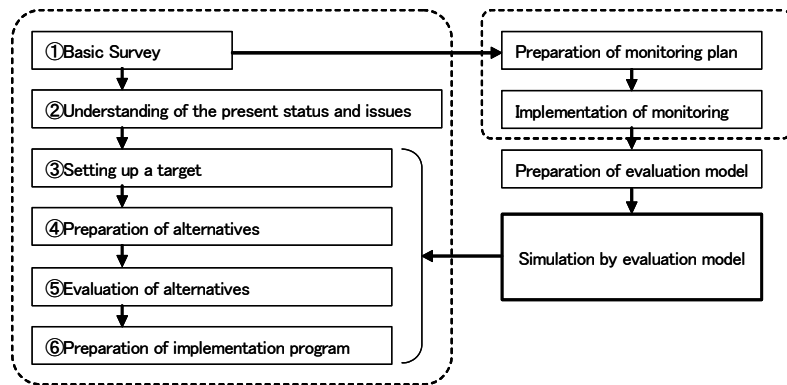 ①Basic Survey
②Understanding of the present status and issues
③Setting up a target
④Preparation of alternatives
⑤Evaluation of alternatives
⑥Preparation of implementation program
Preparation of monitoring plan
Implementation of monitoring
Preparation of evaluation model
Simulation by evaluation model